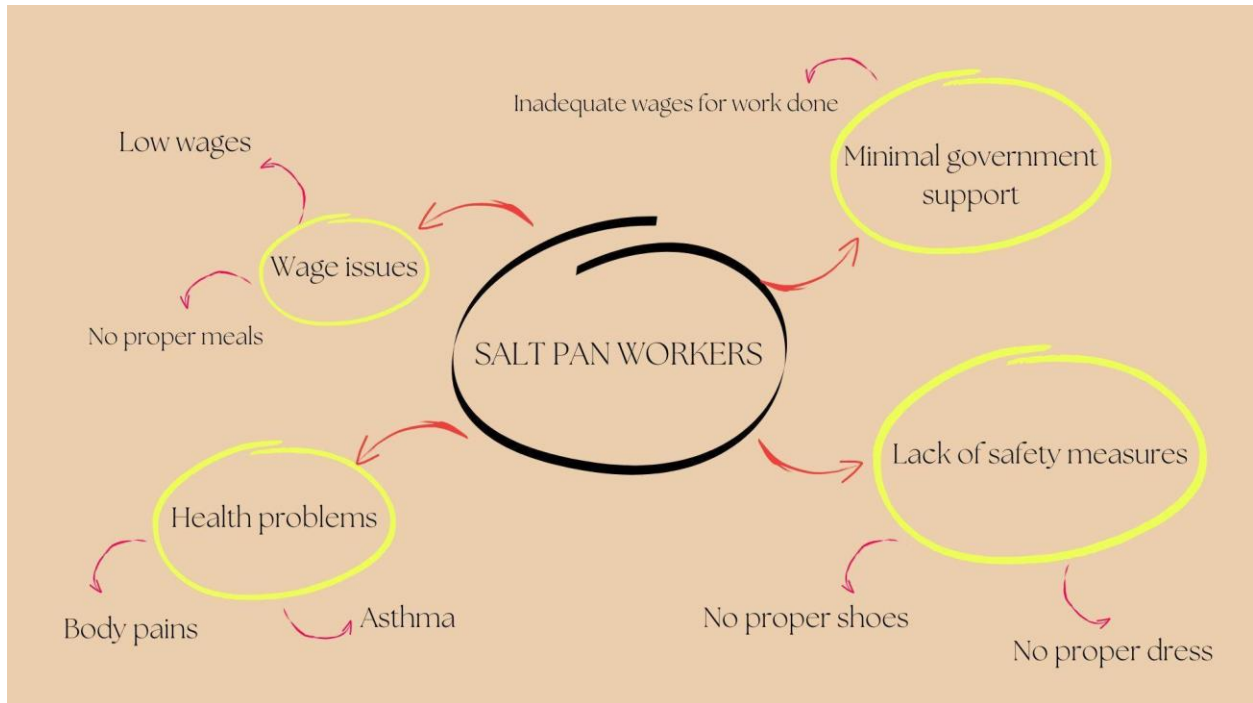 Inadequate wages for work done
Minimal government
support
Low wages
Wage issues
No proper meals
SALT PAN WORKERS
Lack of safety measures
Health problems
Body pains
Asthma
No proper shoes
No proper dress